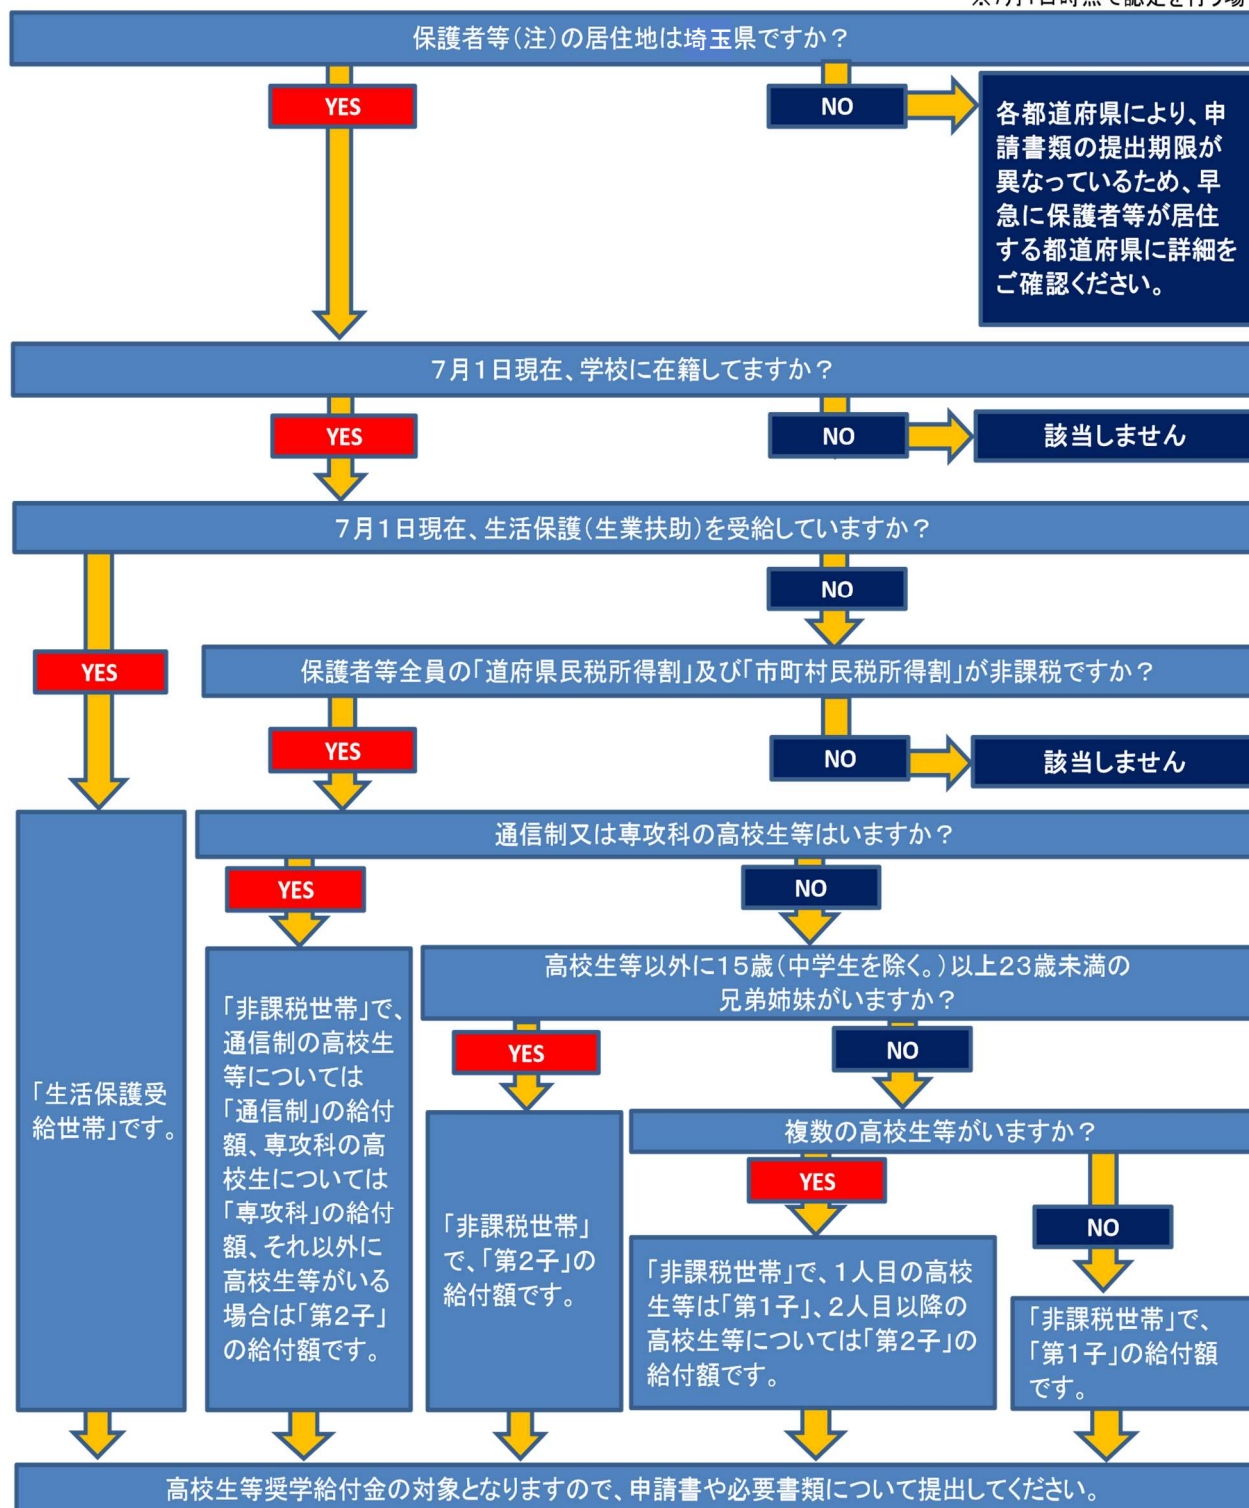 ※7月1日時点で認定を行う場
保護者等(注)の居住地は埼玉県ですか？
YES
NO
各都道府県により、申
請書類の提出期限が
異なっているため、早
急に保護者等が居住
する都道府県に詳細を
ご確認ください。
7月1日現在、学校に在籍してますか？
YES
NO
該当しません
7月1日現在、生活保護(生業扶助)を受給していますか？
NO
YES
保護者等全員の「道府県民税所得割」及び「市町村民税所得割」が非課税ですか？
YES
NO
該当しません
通信制又は専攻科の高校生等はいますか？
YES
NO
高校生等以外に15歳(中学生を除く。)以上23歳未満の
兄弟姉妹がいますか？
YES
NO
「生活保護受
給世帯」です。
「非課税世帯」で、
通信制の高校生
等については
「通信制」の給付
額、専攻科の高
校生については
「専攻科」の給付
額、それ以外に
高校生等がいる
場合は「第2子」
の給付額です。
「非課税世帯」
で、「第2子」の
給付額です。
複数の高校生等がいますか？
YES
NO
「非課税世帯」で、1人目の高校
生等は「第1子」、2人目以降の
高校生等については「第2子」の
給付額です。
「非課税世帯」で、
「第1子」の給付額
です。
高校生等奨学給付金の対象となりますので、申請書や必要書類について提出してください。